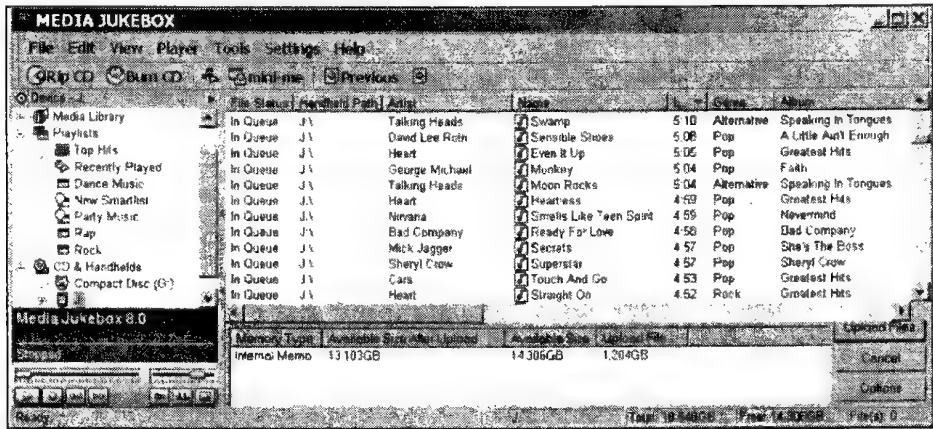 MEDIA JUKEBOX
File Edit View Player Tools Settings Help
Rip CD Burn CD mini-me Previous
File Status Handheld Path Artist Name L... Genre Album
Media Library
Playlists
Top Hits
Recently Played
Dance Music
New Smartlist
Party Music
Rap
Rock
CD & Handhelds
Compact Disc (G:)
In Queue J:\ Talking Heads Swamp 5:10 Alternative Speaking In Tongues
In Queue J:\ David Lee Roth Sensible Shoes 5:08 Pop A Little Ain't Enough
In Queue J:\ Heart Even It Up 5:05 Pop Greatest Hits
In Queue J:\ George Michael Monkey 5:04 Pop Faith
In Queue J:\ Talking Heads Moon Rocks 5:04 Alternative Speaking In Tongues
In Queue J:\ Heart Heartless 4:59 Pop Greatest Hits
In Queue J:\ Nirvana Smells Like Teen Spirit 4:59 Pop Nevermind
In Queue J:\ Bad Company Ready For Love 4:58 Pop Bad Company
In Queue J:\ Mick Jagger Secrets 4:57 Pop She's The Boss
In Queue J:\ Sheryl Crow Superstar 4:57 Pop Sheryl Crow
In Queue J:\ Cars Touch And Go 4:53 Pop Greatest Hits
In Queue J:\ Heart Straight On 4:52 Rock Greatest Hits
Media Jukebox 8.0
Stopped
Memory Type Available Size After Upload Available Size Upload File
Internal Memo 13.103GB 14.306GB 1.204GB
Upload Files
Cancel
Options
Ready Total: 18.646GB Free: 14.306GB File(s): 0